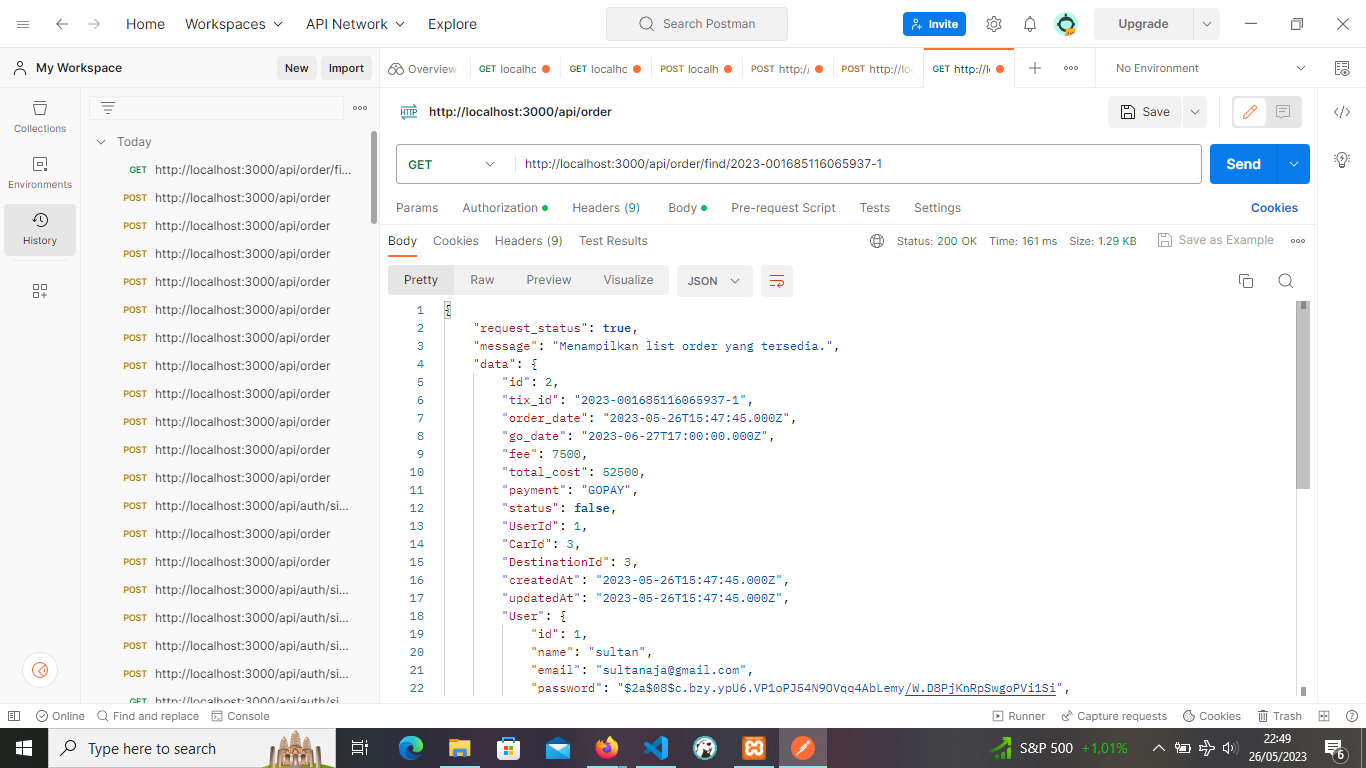 Home Workspaces API Network Explore Search Postman Invite Upgrade
My Workspace New Import Overview GET localho POST localh POST http:/ POST http://lo GET http://l No Environment
Collections
Environments
History
Today
GET http://localhost:3000/api/order/fi...
POST http://localhost:3000/api/order
POST http://localhost:3000/api/order
POST http://localhost:3000/api/order
POST http://localhost:3000/api/order
POST http://localhost:3000/api/order
POST http://localhost:3000/api/order
POST http://localhost:3000/api/order
POST http://localhost:3000/api/order
POST http://localhost:3000/api/order
POST http://localhost:3000/api/order
POST http://localhost:3000/api/order
POST http://localhost:3000/api/auth/si...
POST http://localhost:3000/api/order
POST http://localhost:3000/api/order
POST http://localhost:3000/api/auth/si...
POST http://localhost:3000/api/auth/si...
POST http://localhost:3000/api/auth/si...
POST http://localhost:3000/api/auth/si...
GET http://localhost:3000/api/auth/si
HTTP http://localhost:3000/api/order Save
GET http://localhost:3000/api/order/find/2023-001685116065937-1 Send
Params Authorization Headers (9) Body Pre-request Script Tests Settings Cookies
Body Cookies Headers (9) Test Results Status: 200 OK Time: 161 ms Size: 1.29 KB Save as Example
Pretty Raw Preview Visualize JSON
1 {
2 "request_status": true,
3 "message": "Menampilkan list order yang tersedia.",
4 "data": {
5 "id": 2,
6 "tix_id": "2023-001685116065937-1",
7 "order_date": "2023-05-26T15:47:45.000Z",
8 "go_date": "2023-06-27T17:00:00.000Z",
9 "fee": 7500,
10 "total_cost": 52500,
11 "payment": "GOPAY",
12 "status": false,
13 "UserId": 1,
14 "CarId": 3,
15 "DestinationId": 3,
16 "createdAt": "2023-05-26T15:47:45.000Z",
17 "updatedAt": "2023-05-26T15:47:45.000Z",
18 "User": {
19 "id": 1,
20 "name": "sultan",
21 "email": "sultanaja@gmail.com",
22 "password": "$2a$08$c.bzy.ypU6.VP1oPJ54N9OVqq4AbLemy/W.D8PjKnRpSwgoPVi1Si",
Online Find and replace Console Runner Capture requests Cookies Trash
Type here to search S&P 500 +1,01% 22:49
26/05/2023 6